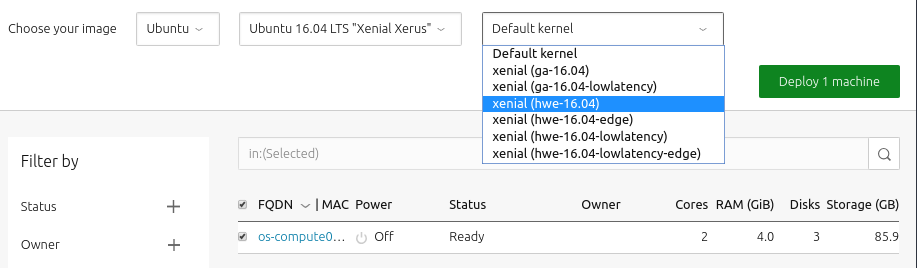 Choose your image Ubuntu Ubuntu 16.04 LTS "Xenial Xerus" Default kernel
Default kernel
xenial (ga-16.04)
xenial (ga-16.04-lowlatency)
xenial (hwe-16.04)
xenial (hwe-16.04-edge)
xenial (hwe-16.04-lowlatency)
xenial (hwe-16.04-lowlatency-edge)
Deploy 1 machine
Filter by
Status
Owner
in:(Selected)
FQDN | MAC Power Status Owner Cores RAM (GiB) Disks Storage (GB)
os-compute0... Off Ready 2 4.0 3 85.9